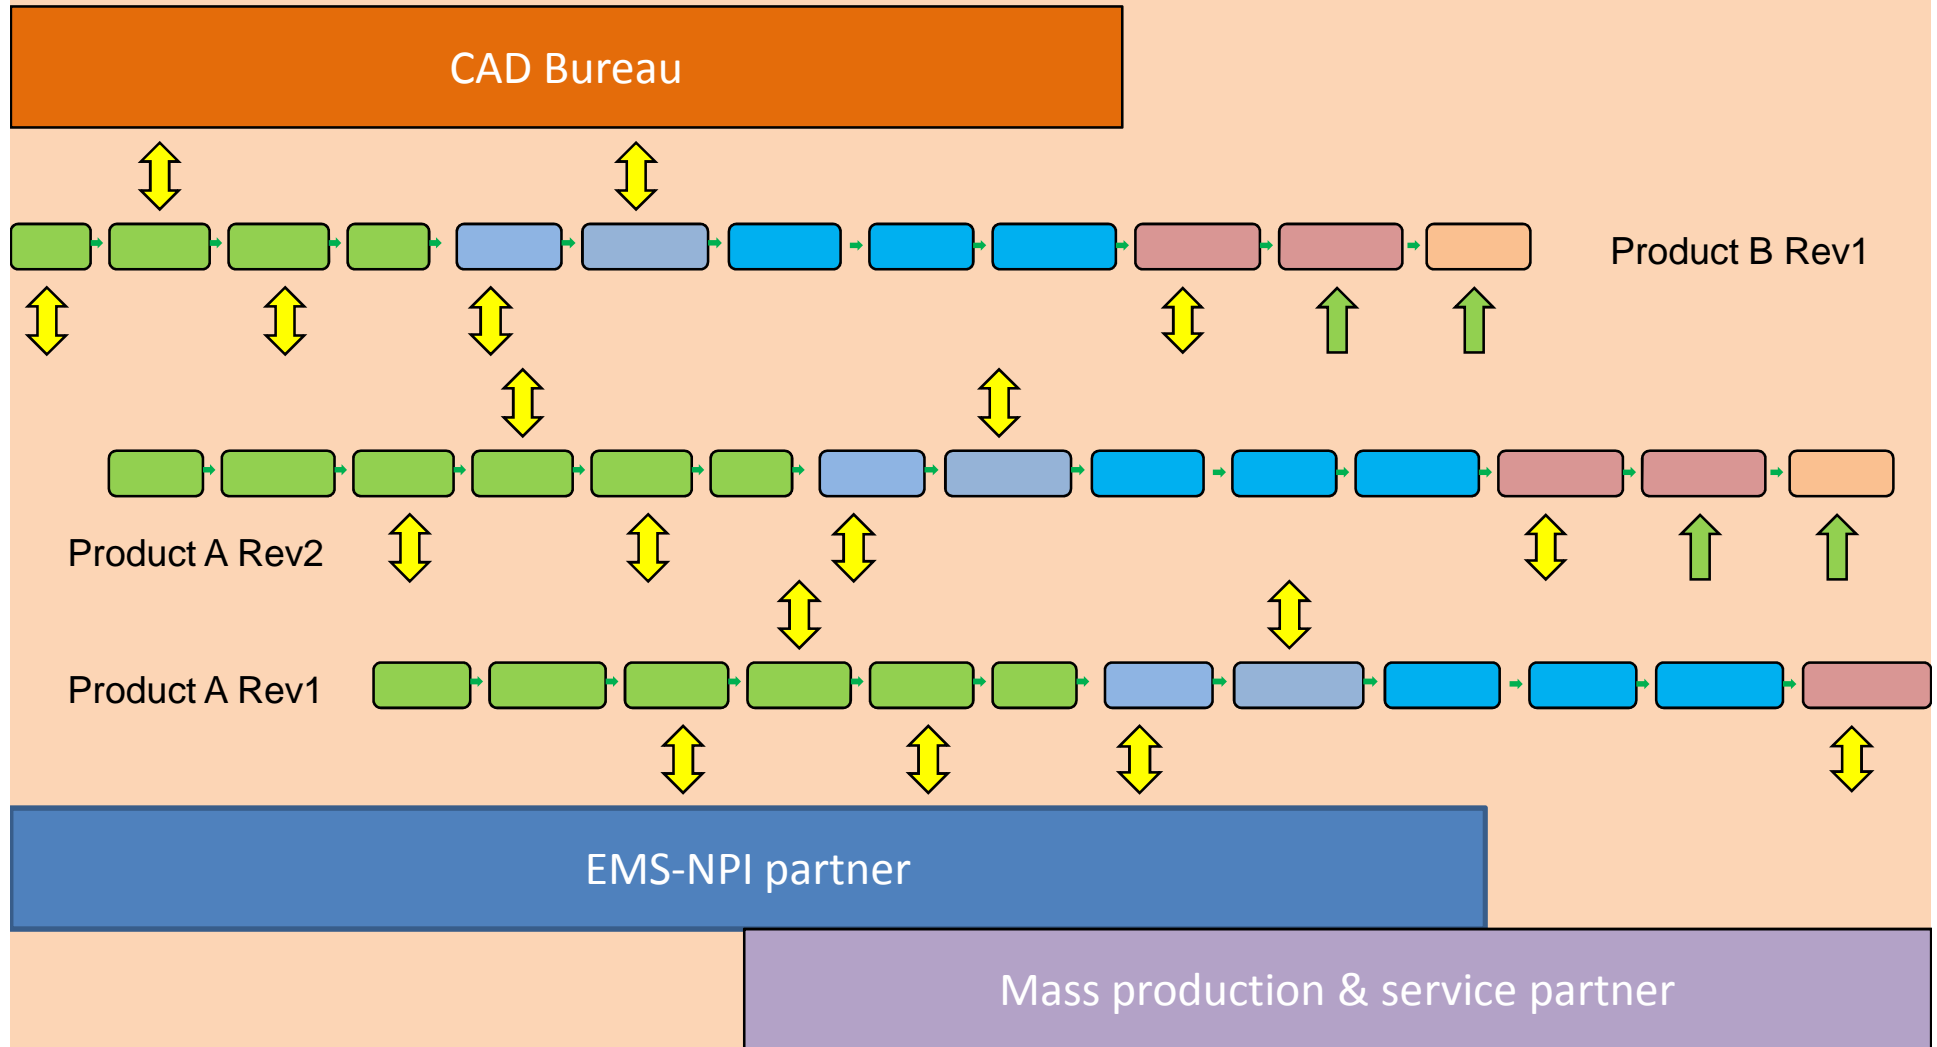 CAD Bureau
Product B Rev1
Product A Rev2
Product A Rev1
EMS-NPI partner
Mass production & service partner